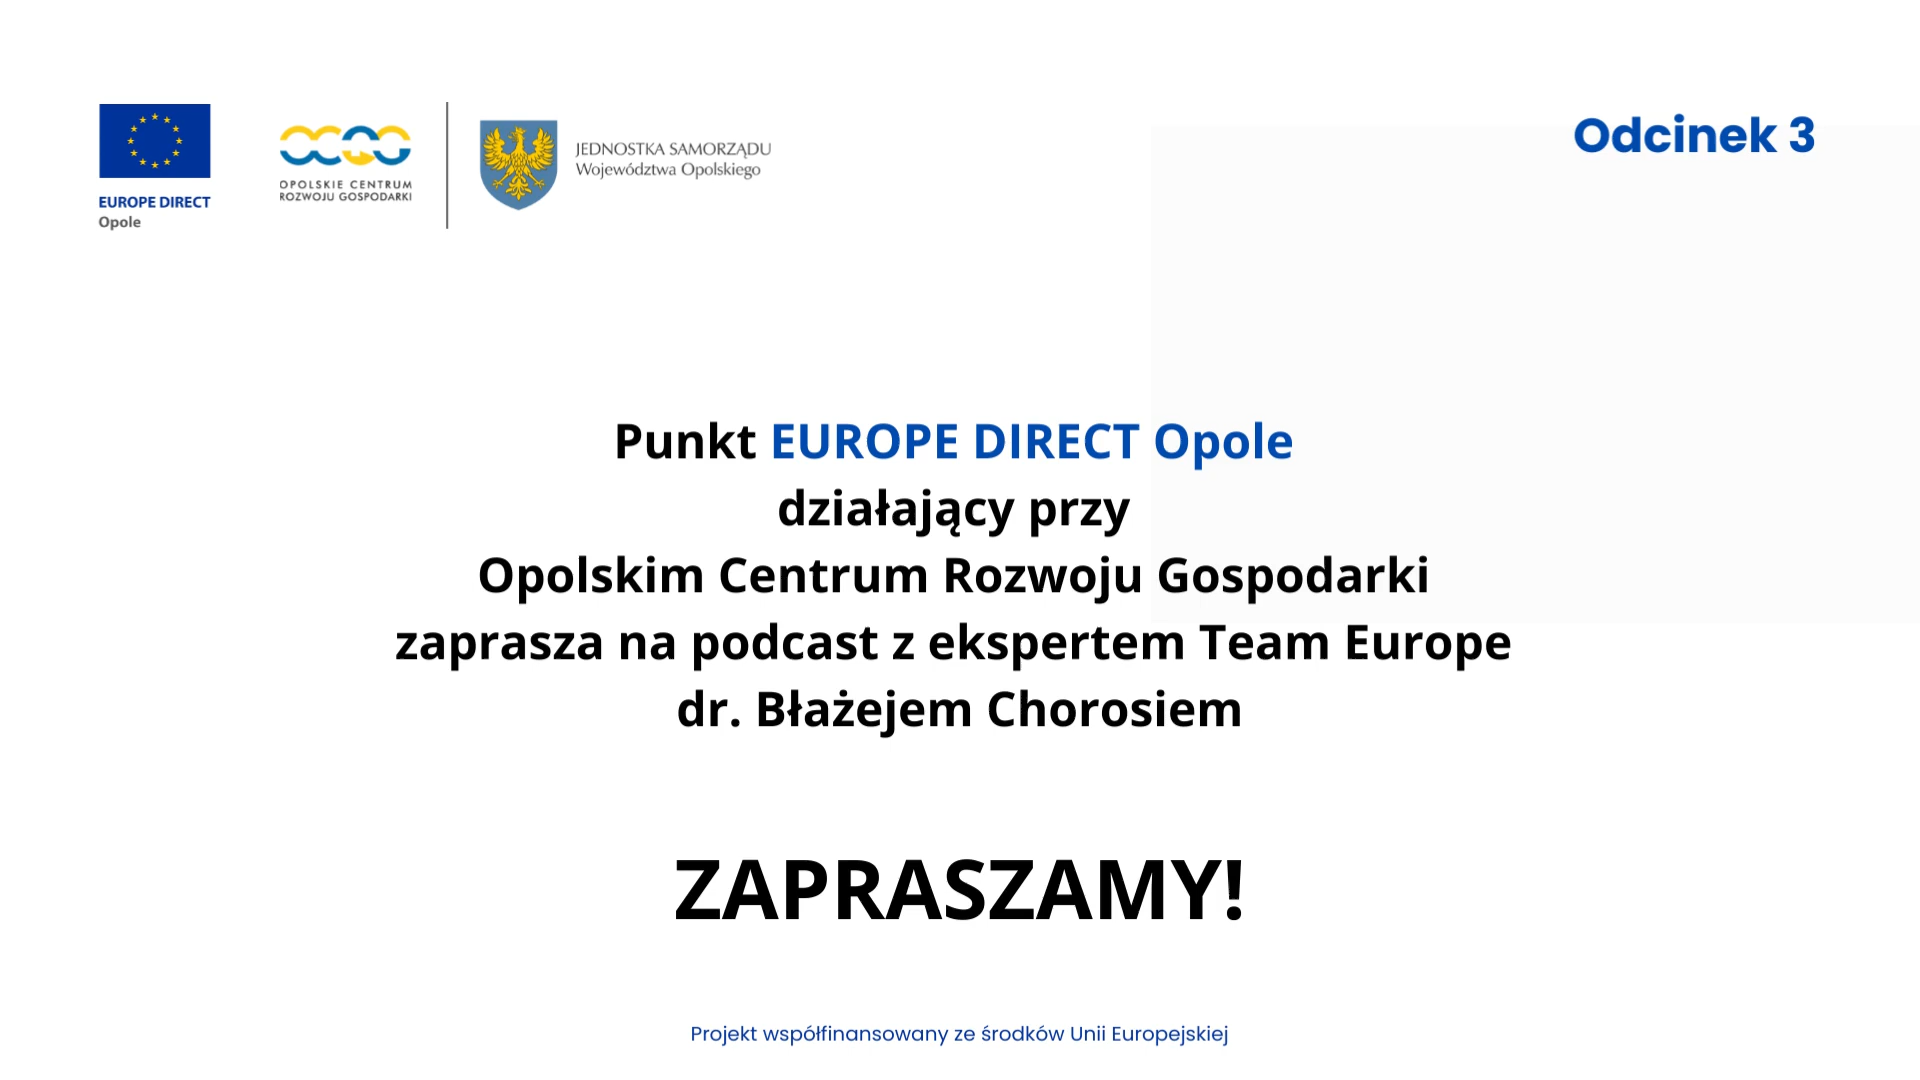 EUROPE DIRECT
Opole
OPOLSKIE CENTRUM
ROZWOJU GOSPODARKI
JEDNOSTKA SAMORZĄDU
Województwa Opolskiego
Odcinek 3
Punkt EUROPE DIRECT Opole
działający przy
Opolskim Centrum Rozwoju Gospodarki
zaprasza na podcast z ekspertem Team Europe
dr. Błażejem Chorosiem
ZAPRASZAMY!
Projekt współfinansowany ze środków Unii Europejskiej